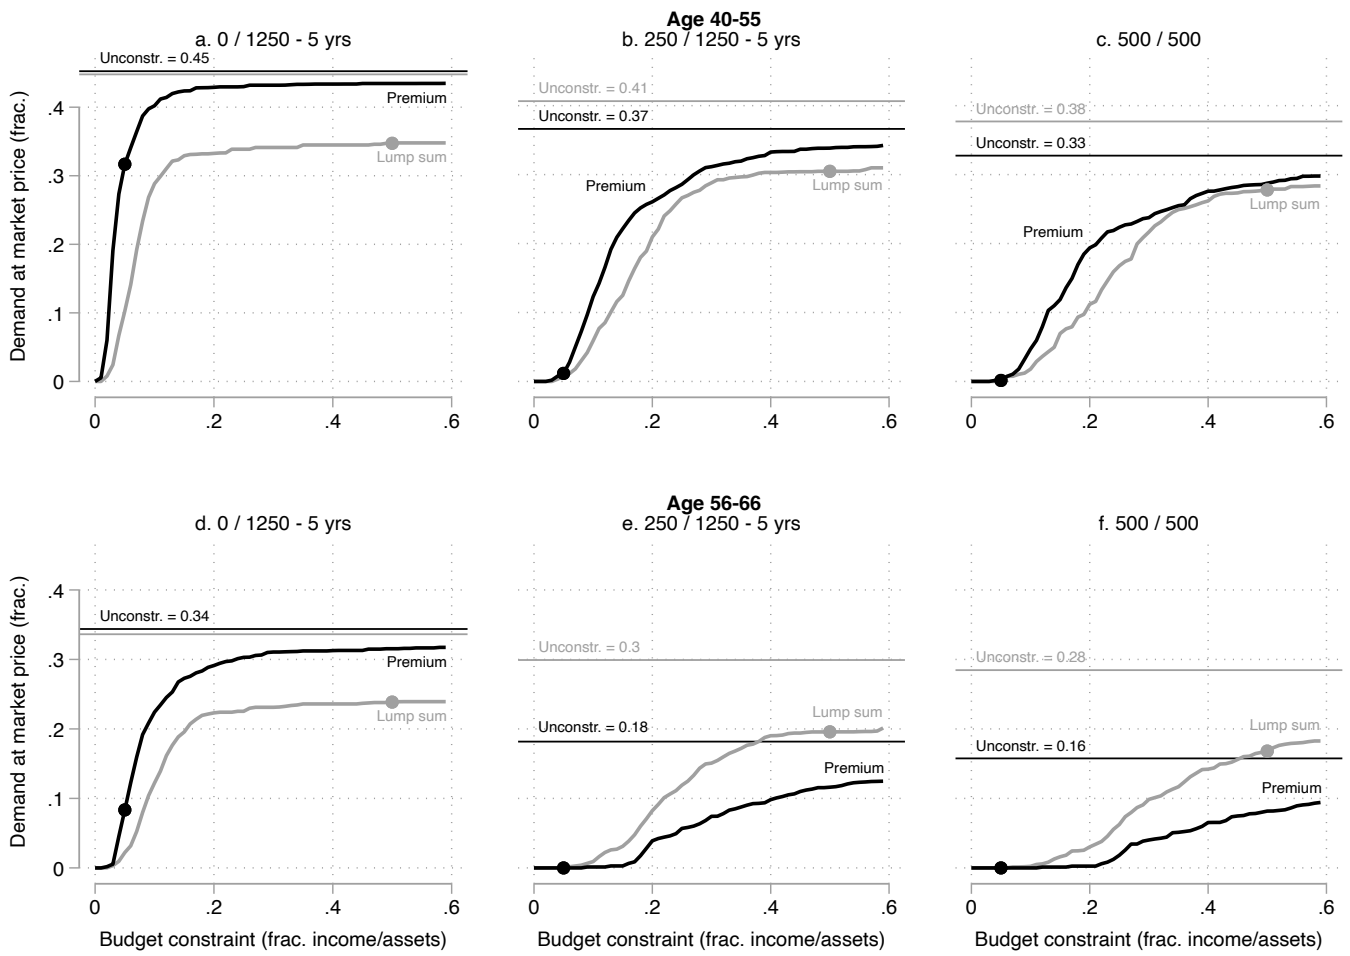 Age 40-55
a. 0 / 1250 - 5 yrs
b. 250 / 1250 - 5 yrs
c. 500 / 500
Demand at market price (frac.)
.4
.3
.2
.1
0
Unconstr. = 0.45
Premium
Lump sum
0
.2
.4
.6
Unconstr. = 0.41
Unconstr. = 0.37
Premium
Lump sum
0
.2
.4
.6
Unconstr. = 0.38
Unconstr. = 0.33
Premium
Lump sum
0
.2
.4
.6
Age 56-66
d. 0 / 1250 - 5 yrs
e. 250 / 1250 - 5 yrs
f. 500 / 500
Demand at market price (frac.)
.4
.3
.2
.1
0
Unconstr. = 0.34
Premium
Lump sum
0
.2
.4
.6
Budget constraint (frac. income/assets)
Unconstr. = 0.3
Unconstr. = 0.18
Lump sum
Premium
0
.2
.4
.6
Budget constraint (frac. income/assets)
Unconstr. = 0.28
Unconstr. = 0.16
Lump sum
Premium
0
.2
.4
.6
Budget constraint (frac. income/assets)